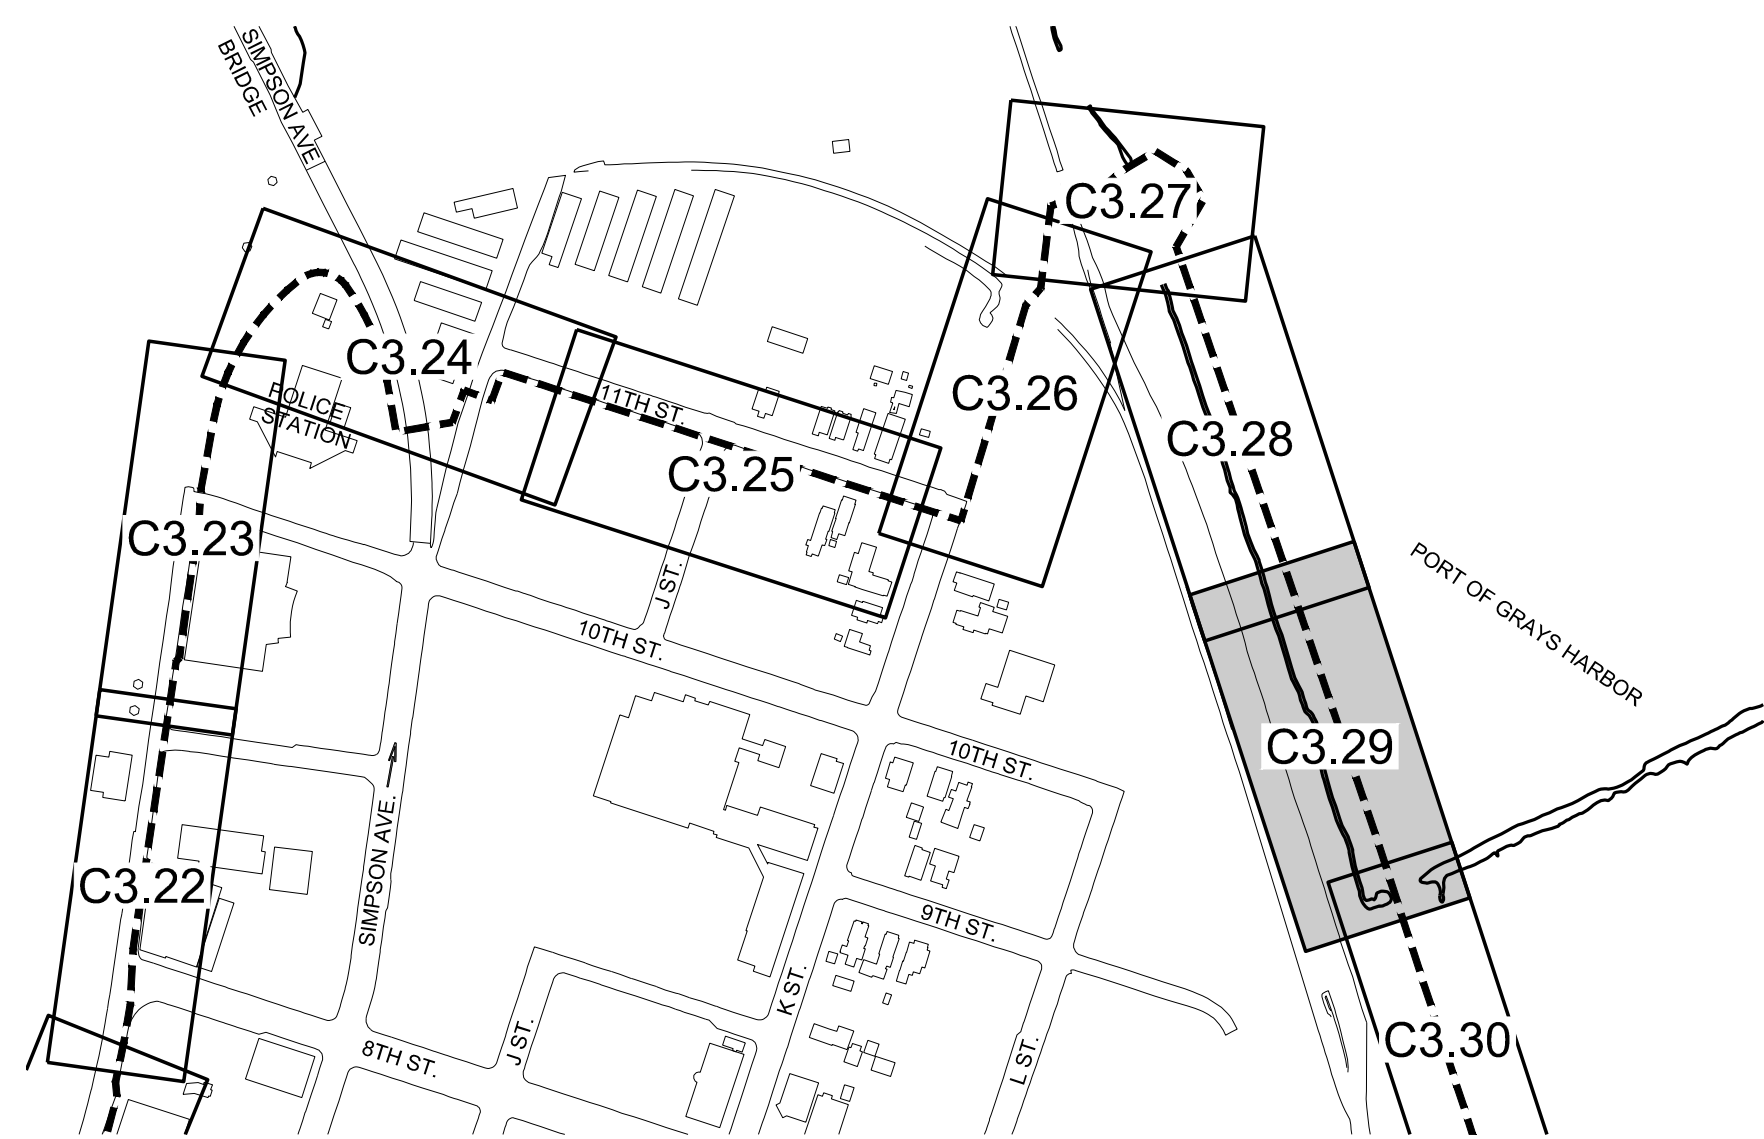 SIMPSON AVE
BRIDGE
C3.27
C3.24
POLICE
STATION
11TH ST.
C3.26
C3.25
C3.28
C3.23
J ST.
10TH ST.
PORT OF GRAYS HARBOR
C3.29
10TH ST.
SIMPSON AVE.
C3.22
9TH ST.
K ST.
J ST.
8TH ST.
L ST.
C3.30